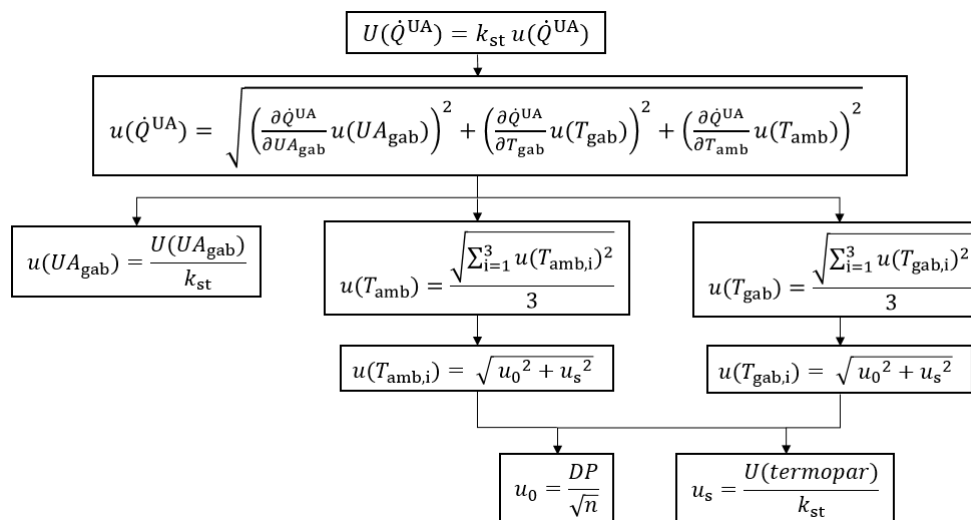 U(Q̇^UA) = k_st u(Q̇^UA)
u(Q̇^UA) = √((∂Q̇^UA/∂UA_gab u(UA_gab))² + (∂Q̇^UA/∂T_gab u(T_gab))² + (∂Q̇^UA/∂T_amb u(T_amb))²)
u(UA_gab) = U(UA_gab)/k_st
u(T_amb) = √(∑_{i=1}^{3} u(T_amb,i)²)/3
u(T_gab) = √(∑_{i=1}^{3} u(T_gab,i)²)/3
u(T_amb,i) = √(u_0² + u_s²)
u(T_gab,i) = √(u_0² + u_s²)
u_0 = DP/√n
u_s = U(termopar)/k_st